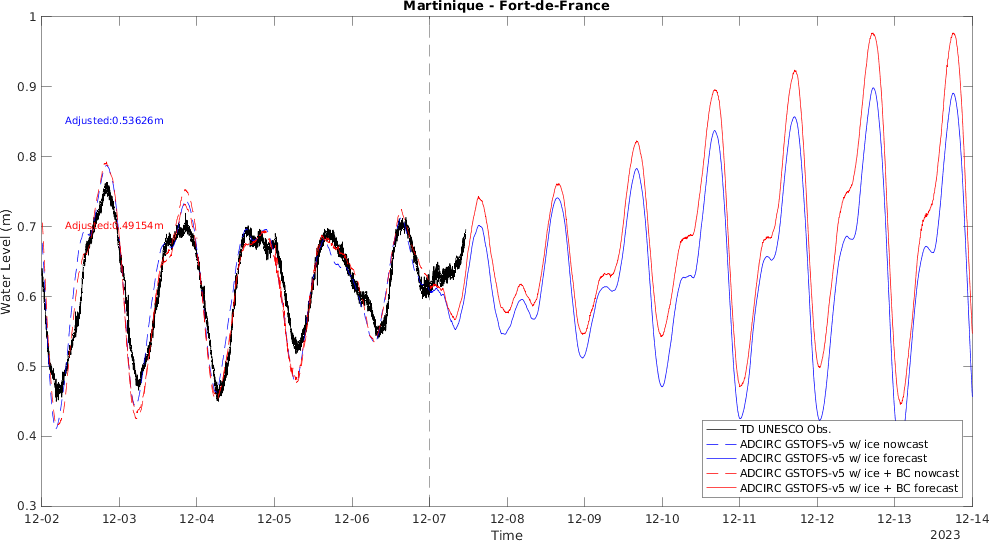 Martinique - Fort-de-France
1
0.9
0.8
0.7
0.6
0.5
0.4
0.3
Water Level (m)
Adjusted:0.53626m
Adjusted:0.49154m
TD UNESCO Obs.
ADCIRC GSTOFS-v5 w/ ice nowcast
ADCIRC GSTOFS-v5 w/ ice forecast
ADCIRC GSTOFS-v5 w/ ice + BC nowcast
ADCIRC GSTOFS-v5 w/ ice + BC forecast
12-02 12-03 12-04 12-05 12-06 12-07 12-08 12-09 12-10 12-11 12-12 12-13 12-14
Time
2023